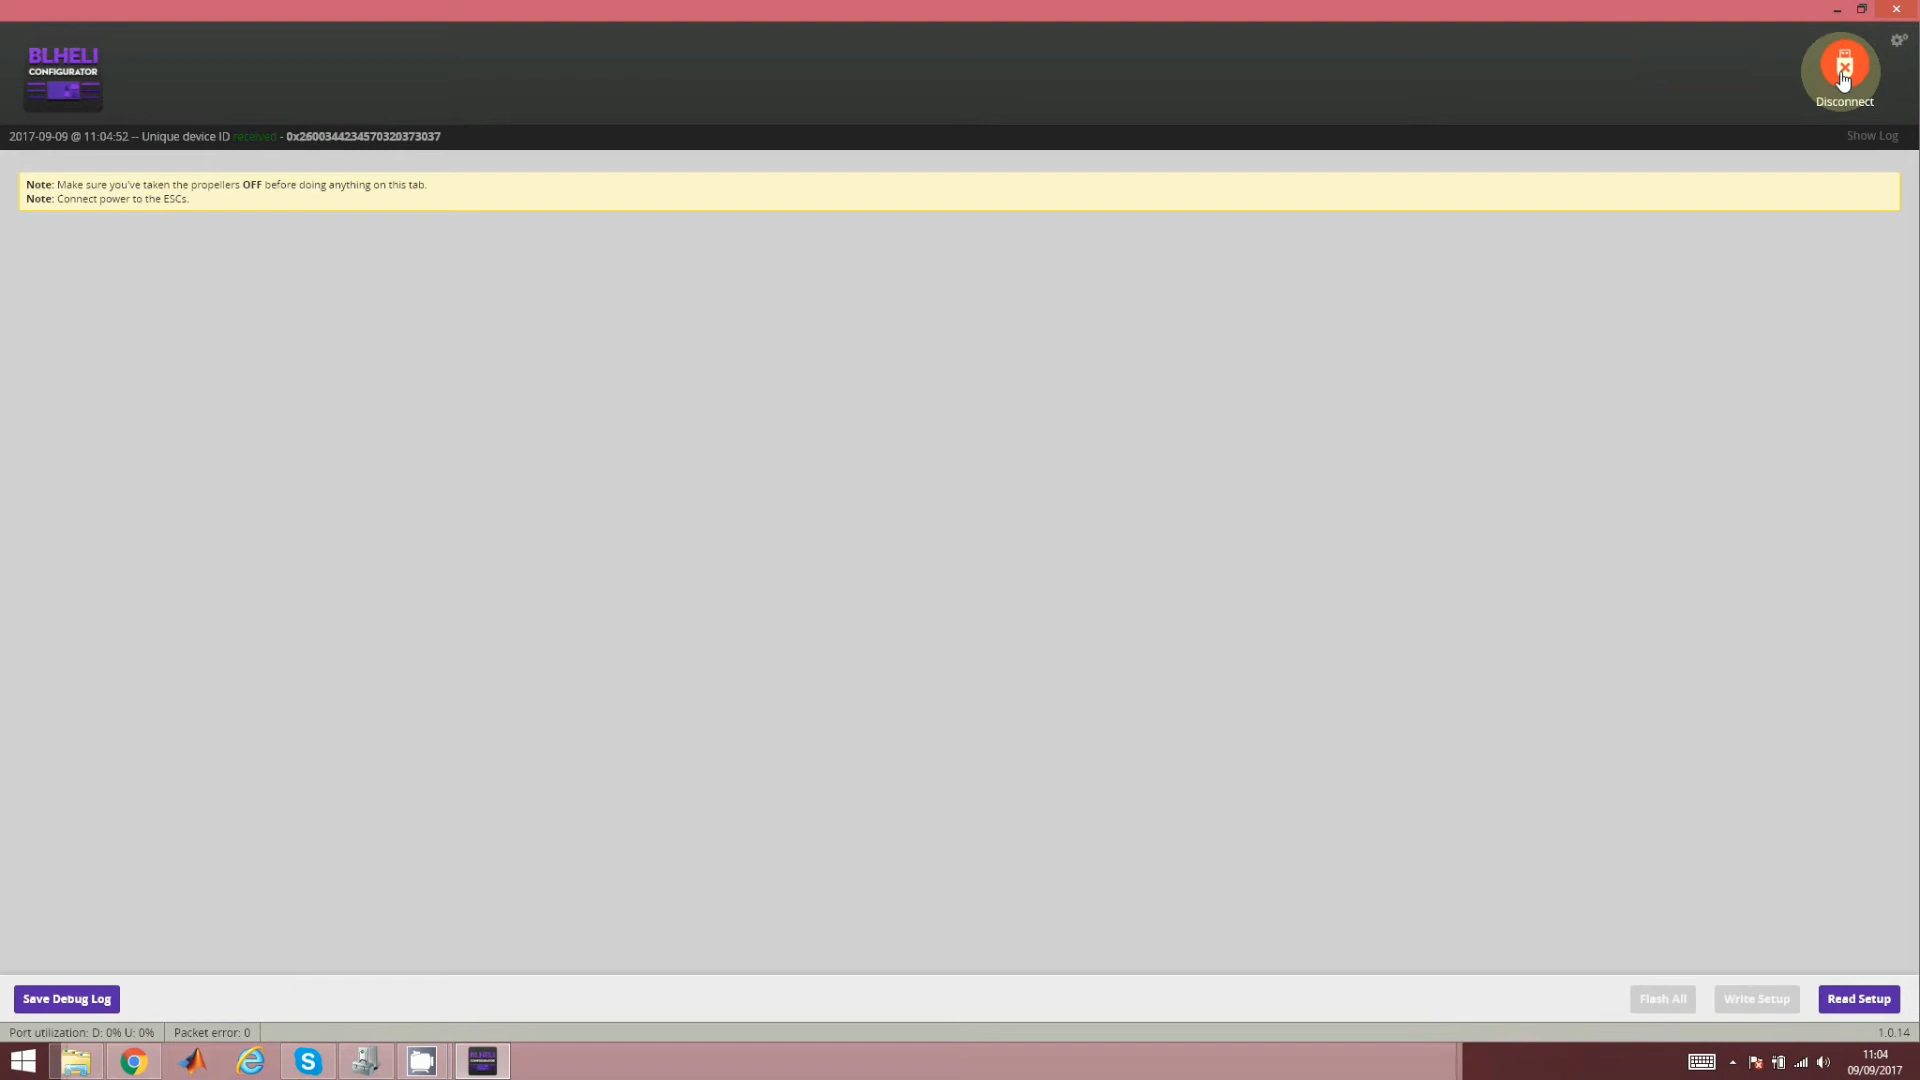 BLHELI
CONFIGURATOR
Disconnect
2017-09-09 @ 11:04:52 -- Unique device ID received - 0x2600344234570320373037
Show Log
Note: Make sure you've taken the propellers OFF before doing anything on this tab.
Note: Connect power to the ESCs.
Save Debug Log
Flash All
Write Setup
Read Setup
Port utilization: D: 0% U: 0%
Packet error: 0
1.0.14
BLHELI
11:04
09/09/2017